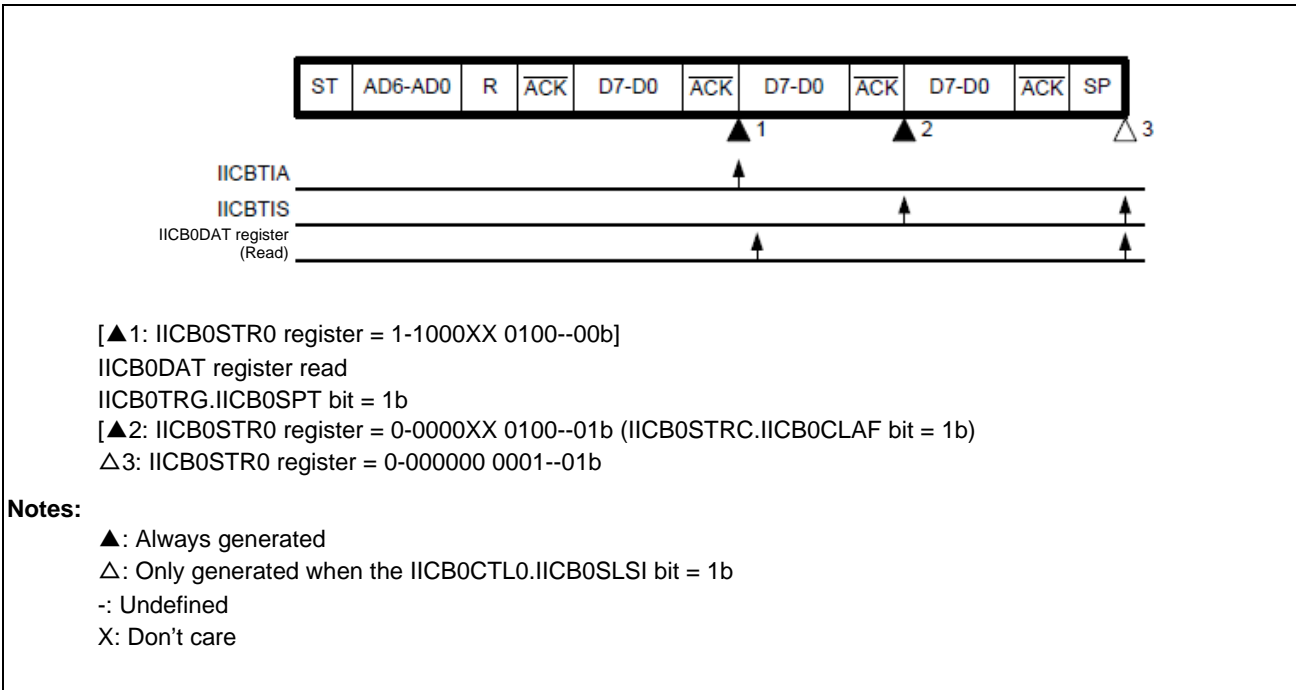 ST AD6-AD0 R ACK D7-D0 ACK D7-D0 ACK D7-D0 ACK SP
▲1 ▲2 △3
IICBTIA
IICBTIS
IICB0DAT register
(Read)
[▲1: IICB0STR0 register = 1-1000XX 0100--00b]
IICB0DAT register read
IICB0TRG.IICB0SPT bit = 1b
[▲2: IICB0STR0 register = 0-0000XX 0100--01b (IICB0STRC.IICB0CLAF bit = 1b)
△3: IICB0STR0 register = 0-000000 0001--01b
Notes:
▲: Always generated
△: Only generated when the IICB0CTL0.IICB0SLSI bit = 1b
-: Undefined
X: Don’t care